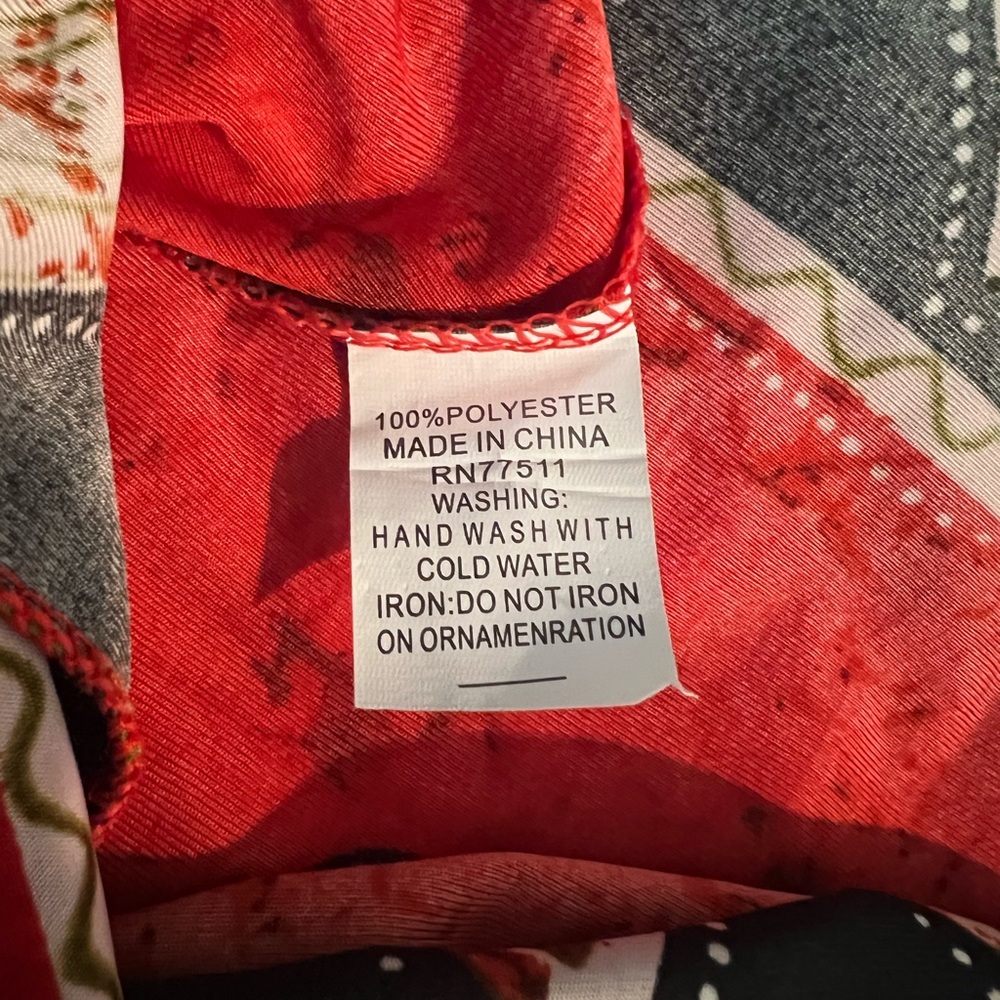 100%POLYESTER
MADE IN CHINA
RN77511
WASHING:
HAND WASH WITH
COLD WATER
IRON:DO NOT IRON
ON ORNAMENRATION